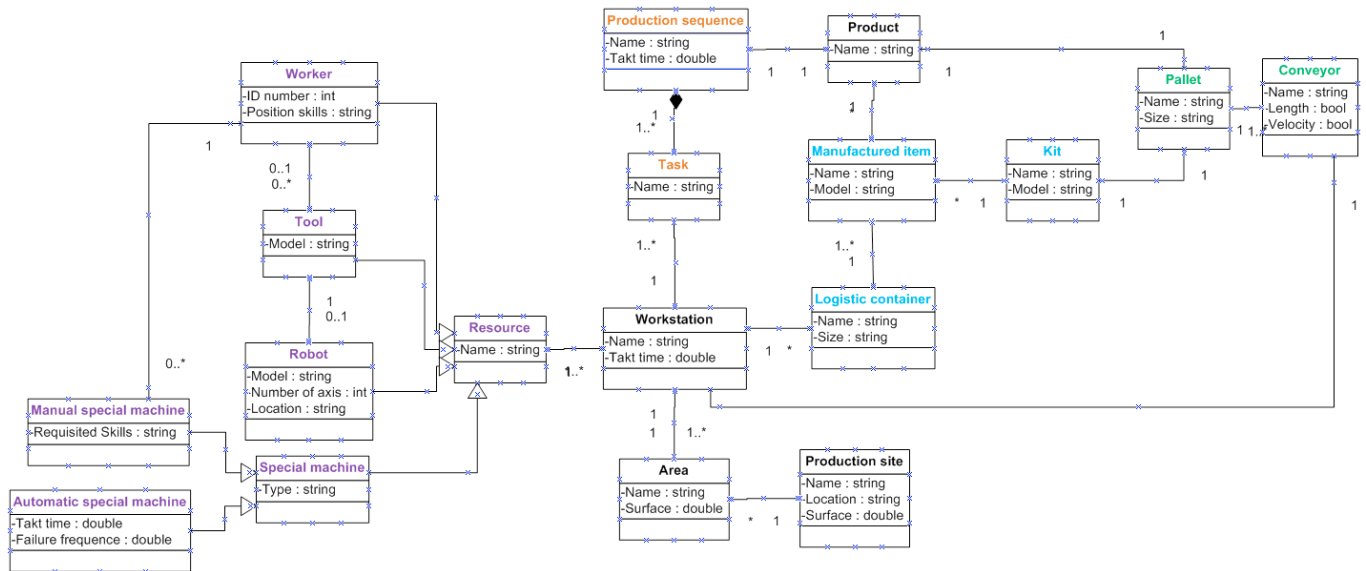 Production sequence
-Name : string
-Takt time : double
Product
-Name : string
1
1
1
1
Pallet
-Name : string
-Size : string
Conveyor
-Name : string
-Length : bool
-Velocity : bool
1
1..*
Worker
-ID number : int
-Position skills : string
1
0..1
0..*
1
1..*
Task
-Name : string
Manufactured item
-Name : string
-Model : string
*
1
Kit
-Name : string
-Model : string
1
1
1
Tool
-Model : string
1..*
1
1..*
1
Logistic container
-Name : string
-Size : string
1
0..1
Resource
-Name : string
1..*
Workstation
-Name : string
-Takt time : double
1
*
Robot
-Model : string
-Number of axis : int
-Location : string
0..*
Manual special machine
-Requisited Skills : string
Special machine
-Type : string
Automatic special machine
-Takt time : double
-Failure frequence : double
1
1
1..*
Area
-Name : string
-Surface : double
*
1
Production site
-Name : string
-Location : string
-Surface : double